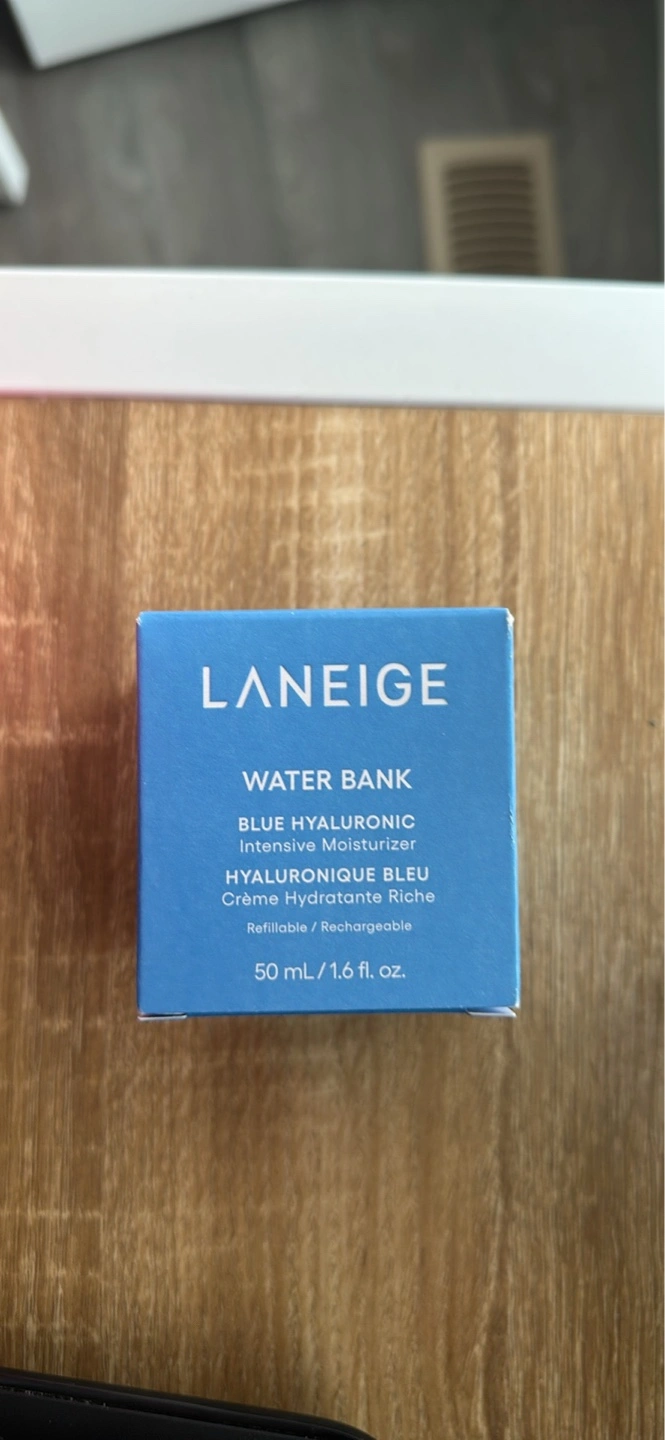 LANEIGE
WATER BANK
BLUE HYALURONIC
Intensive Moisturizer
HYALURONIQUE BLEU
Crème Hydratante Riche
Refillable / Rechargeable
50 mL / 1.6 fl. oz.